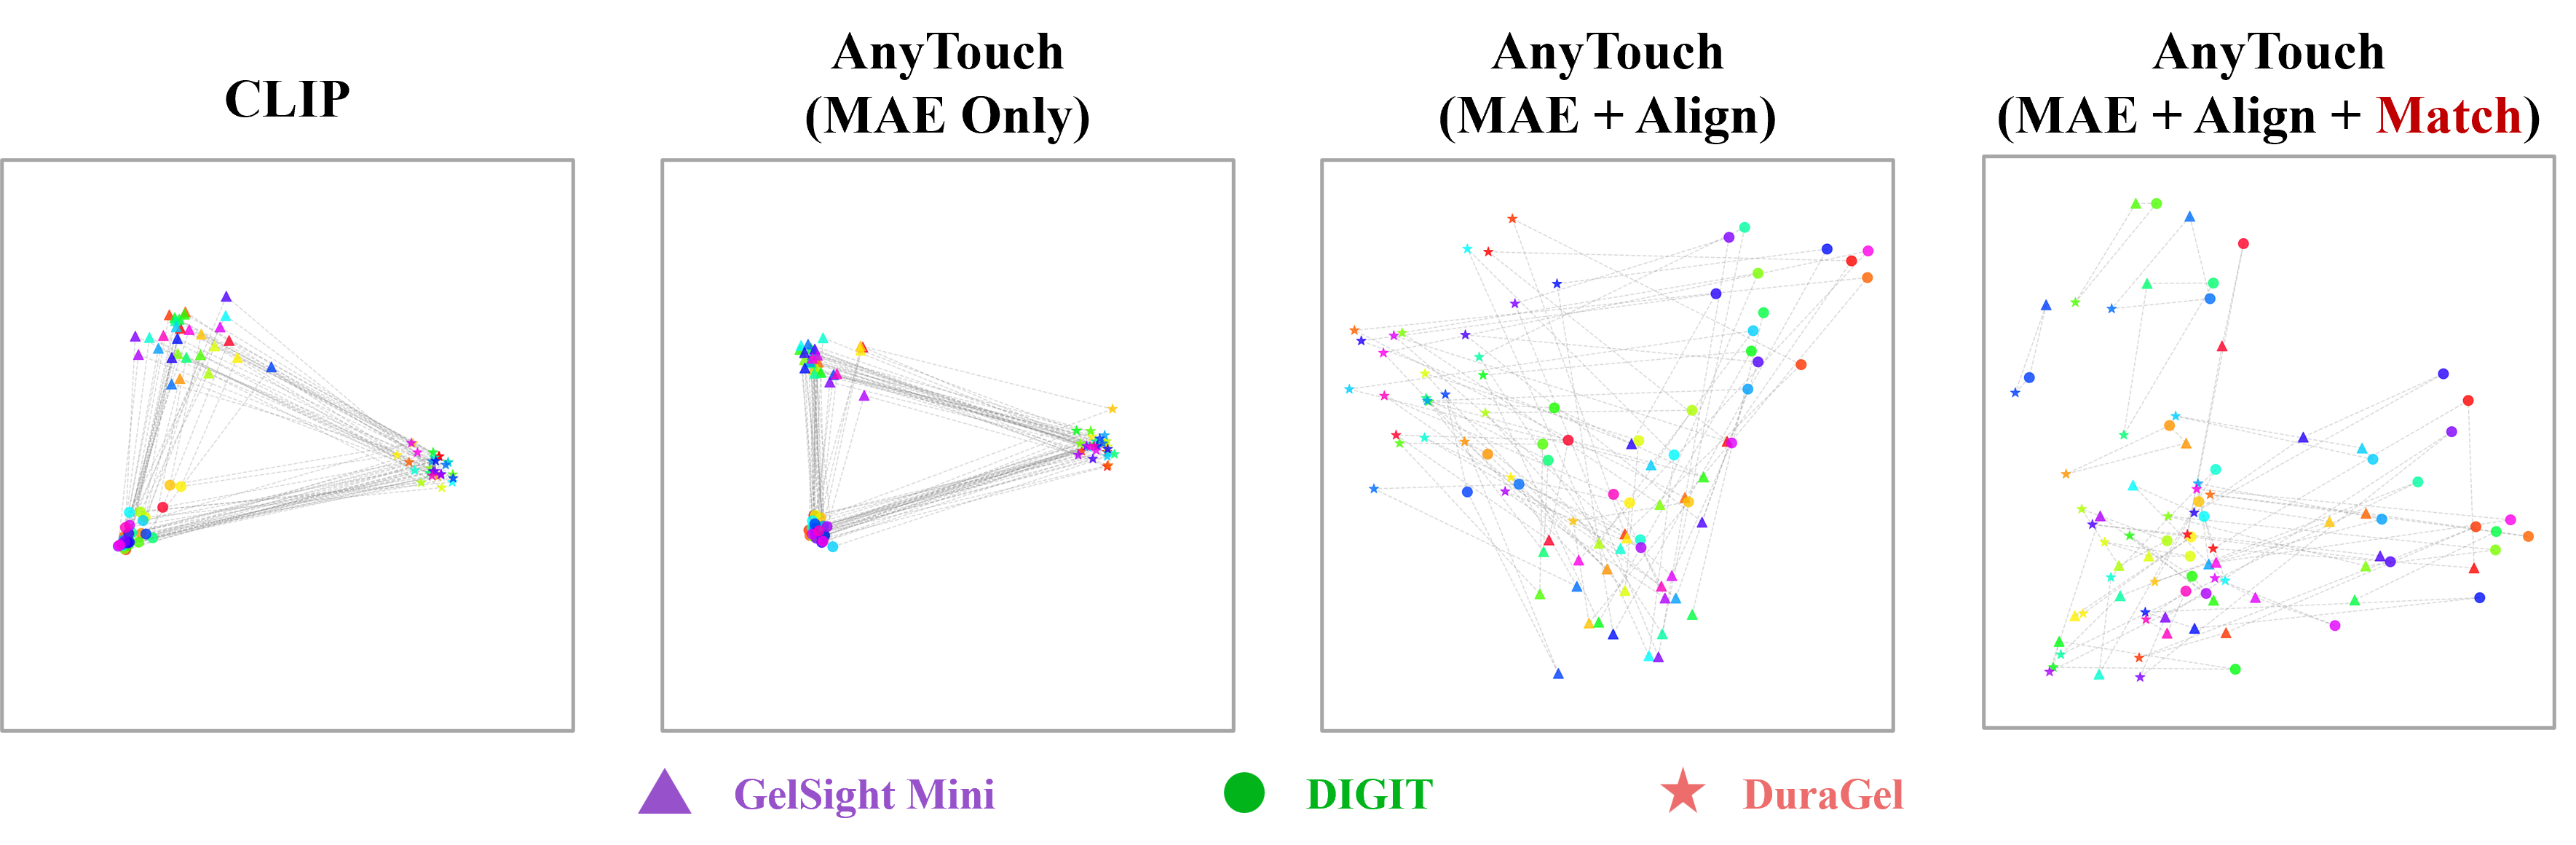 CLIP
AnyTouch
(MAE Only)
AnyTouch
(MAE + Align)
AnyTouch
(MAE + Align + Match)
GelSight Mini
DIGIT
DuraGel